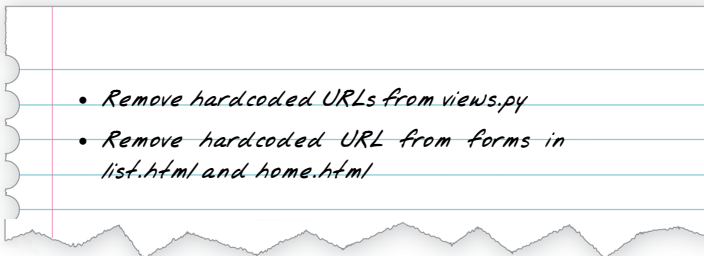 • Remove hardcoded URLs from views.py
• Remove hardcoded URL from forms in
list.html and home.html